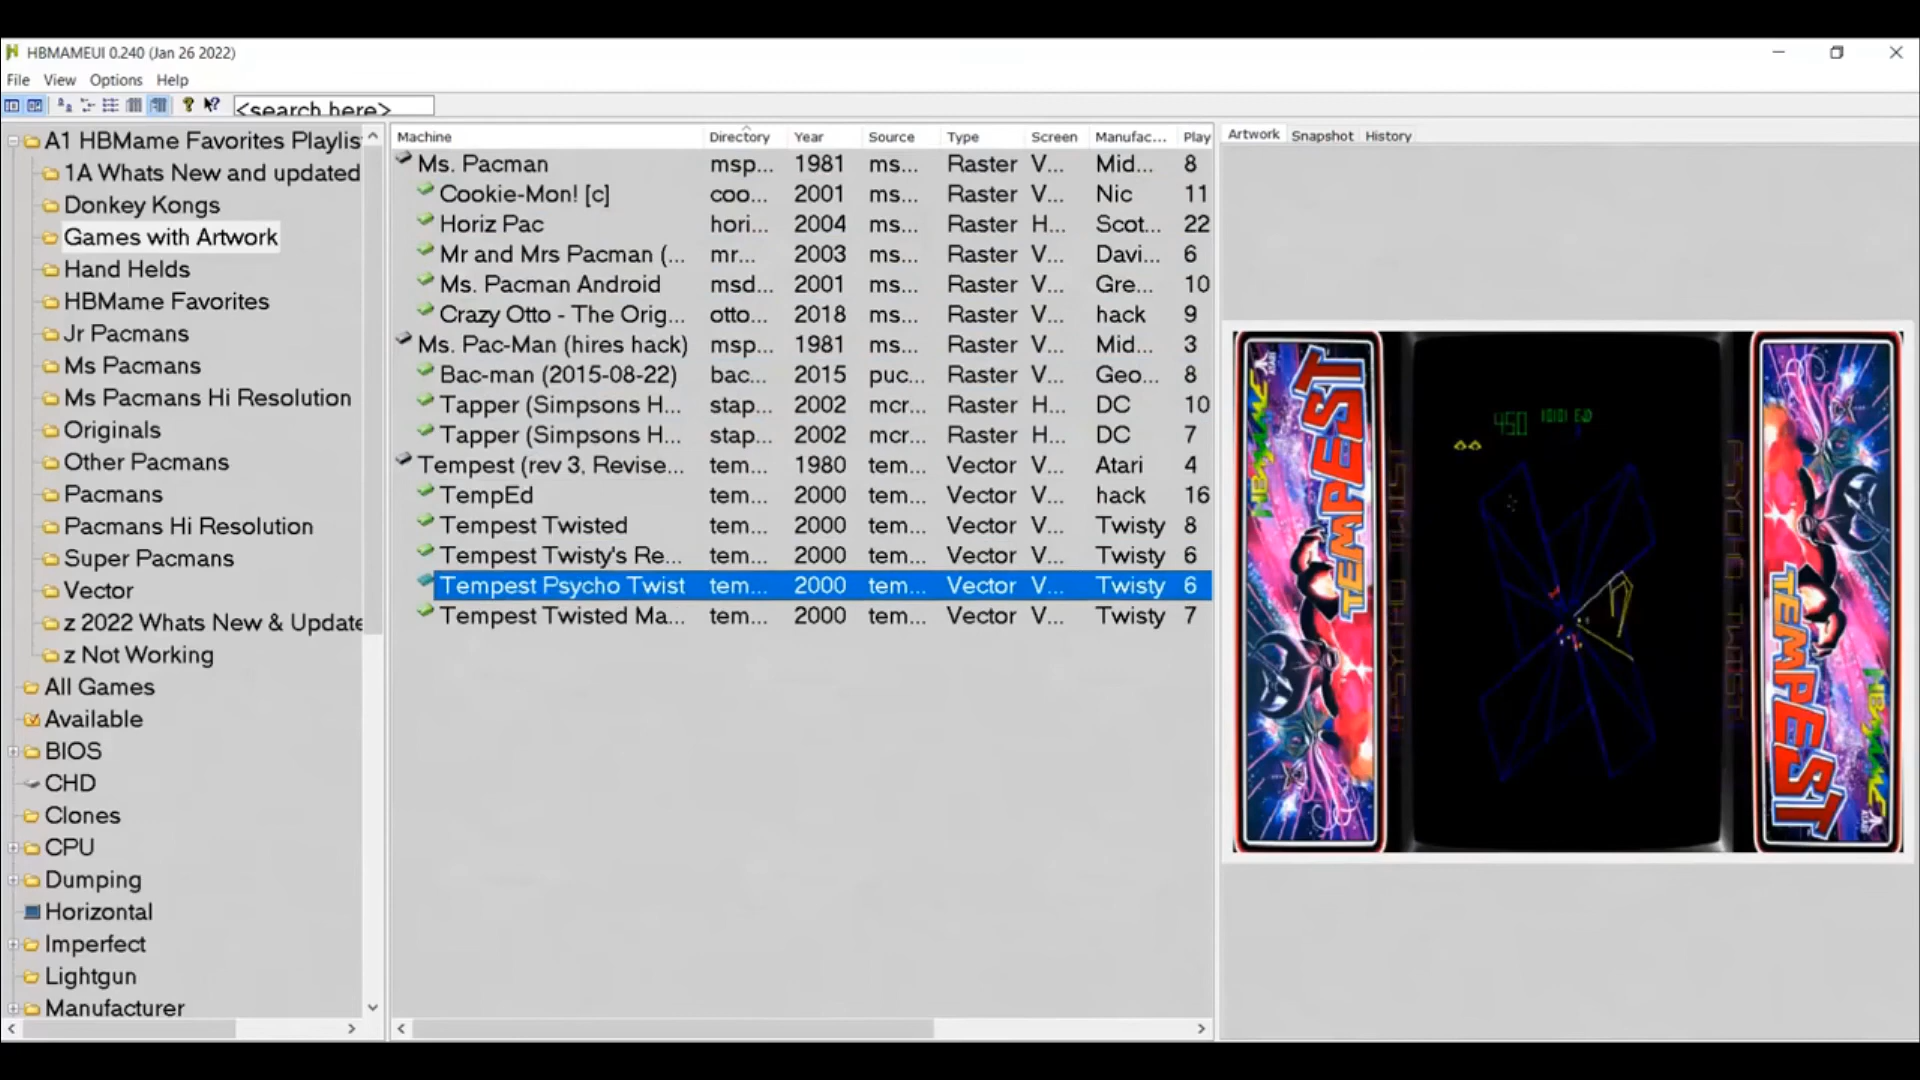 HBMAMEUI 0.240 (Jan 26 2022)
File View Options Help
<search here>
A1 HBMame Favorites Playlis
1A Whats New and updated
Donkey Kongs
Games with Artwork
Hand Helds
HBMame Favorites
Jr Pacmans
Ms Pacmans
Ms Pacmans Hi Resolution
Originals
Other Pacmans
Pacmans
Pacmans Hi Resolution
Super Pacmans
Vector
z 2022 Whats New & Update
z Not Working
All Games
Available
BIOS
CHD
Clones
CPU
Dumping
Horizontal
Imperfect
Lightgun
Manufacturer
Machine Directory Year Source Type Screen Manufac... Play
Ms. Pacman msp... 1981 ms... Raster V... Mid... 8
Cookie-Mon! [c] coo... 2001 ms... Raster V... Nic 11
Horiz Pac hori... 2004 ms... Raster H... Scot... 22
Mr and Mrs Pacman (... mr... 2003 ms... Raster V... Davi... 6
Ms. Pacman Android msd... 2001 ms... Raster V... Gre... 10
Crazy Otto - The Orig... otto... 2018 ms... Raster V... hack 9
Ms. Pac-Man (hires hack) msp... 1981 ms... Raster V... Mid... 3
Bac-man (2015-08-22) bac... 2015 puc... Raster V... Geo... 8
Tapper (Simpsons H... stap... 2002 mcr... Raster H... DC 10
Tapper (Simpsons H... stap... 2002 mcr... Raster H... DC 7
Tempest (rev 3, Revise... tem... 1980 tem... Vector V... Atari 4
TempEd tem... 2000 tem... Vector V... hack 16
Tempest Twisted tem... 2000 tem... Vector V... Twisty 8
Tempest Twisty's Re... tem... 2000 tem... Vector V... Twisty 6
Tempest Psycho Twist tem... 2000 tem... Vector V... Twisty 6
Tempest Twisted Ma... tem... 2000 tem... Vector V... Twisty 7
Artwork Snapshot History
HBMAME
TEMPEST
ATARI
PSYCHO TWIST
450
PSYCHO TWIST
TEMPEST
HBMAME
ATARI